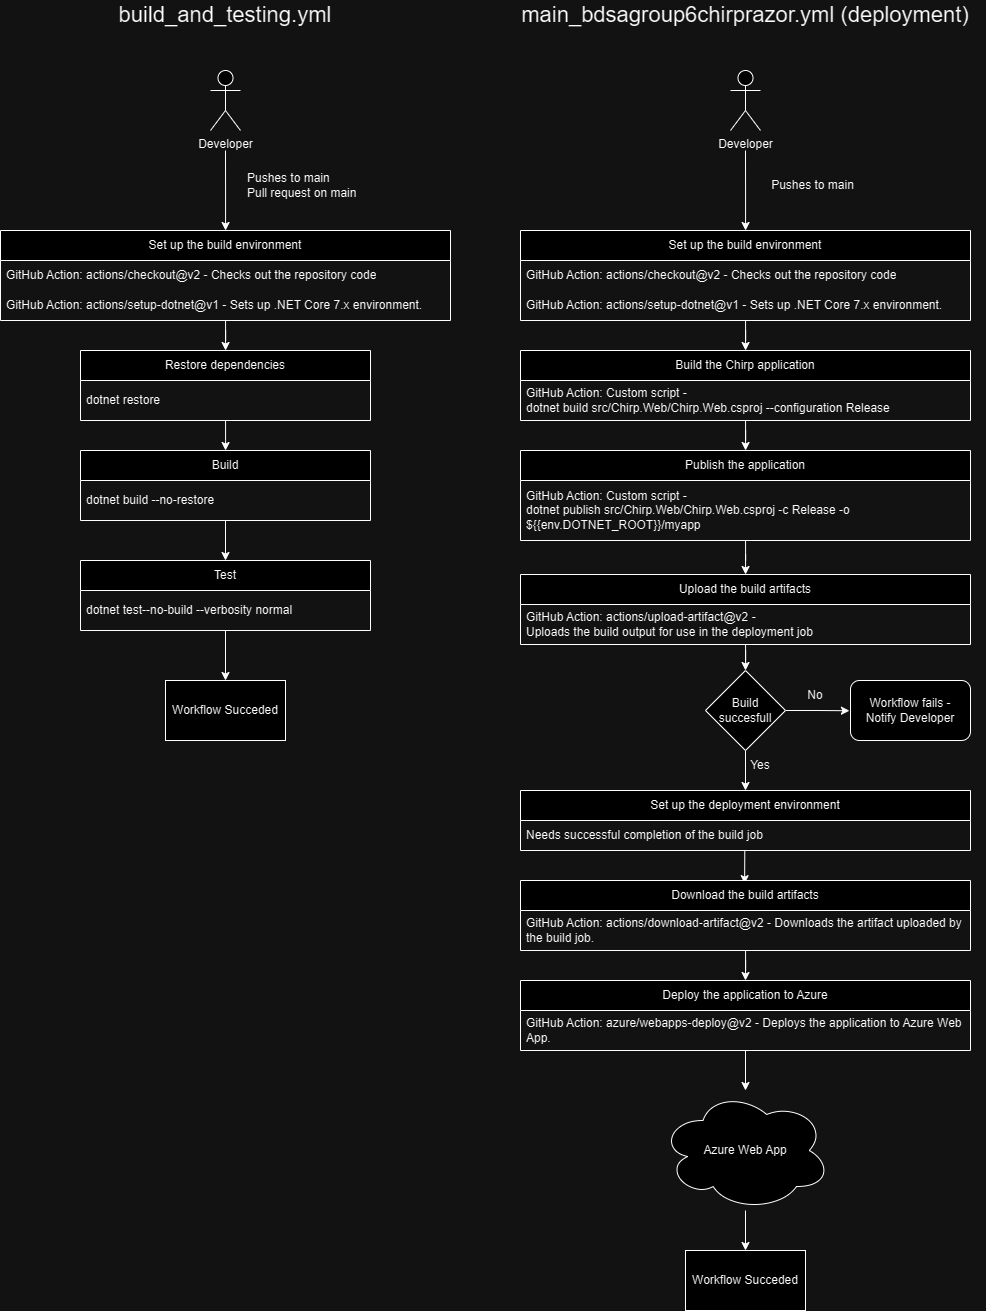 build_and_testing.yml
Developer
Pushes to main
Pull request on main
Set up the build environment
GitHub Action: actions/checkout@v2 - Checks out the repository code
GitHub Action: actions/setup-dotnet@v1 - Sets up .NET Core 7.x environment.
Restore dependencies
dotnet restore
Build
dotnet build --no-restore
Test
dotnet test--no-build --verbosity normal
Workflow Succeded
main_bdsagroup6chirprazor.yml (deployment)
Developer
Pushes to main
Set up the build environment
GitHub Action: actions/checkout@v2 - Checks out the repository code
GitHub Action: actions/setup-dotnet@v1 - Sets up .NET Core 7.x environment.
Build the Chirp application
GitHub Action: Custom script -
dotnet build src/Chirp.Web/Chirp.Web.csproj --configuration Release
Publish the application
GitHub Action: Custom script -
dotnet publish src/Chirp.Web/Chirp.Web.csproj -c Release -o
${{env.DOTNET_ROOT}}/myapp
Upload the build artifacts
GitHub Action: actions/upload-artifact@v2 -
Uploads the build output for use in the deployment job
Build
succesfull
No
Workflow fails -
Notify Developer
Yes
Set up the deployment environment
Needs successful completion of the build job
Download the build artifacts
GitHub Action: actions/download-artifact@v2 - Downloads the artifact uploaded by
the build job.
Deploy the application to Azure
GitHub Action: azure/webapps-deploy@v2 - Deploys the application to Azure Web
App.
Azure Web App
Workflow Succeded